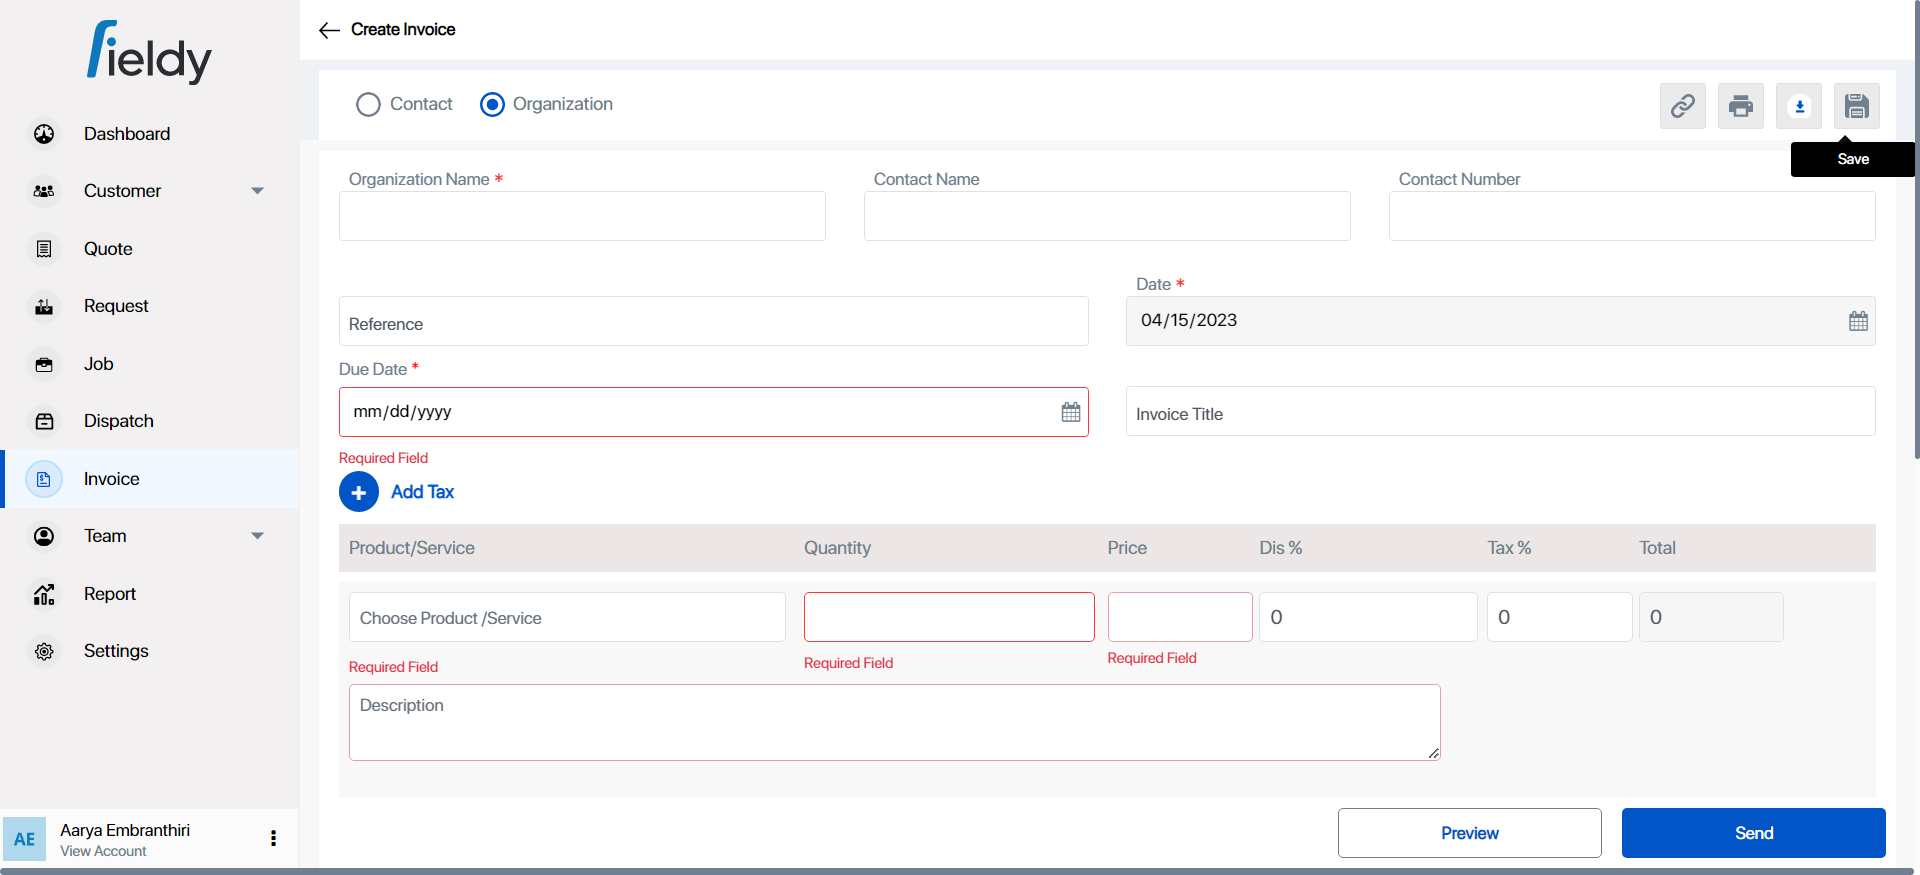 fieldy
Dashboard
Customer
Quote
Request
Job
Dispatch
Invoice
Team
Report
Settings
AE
Aarya Embranthiri
View Account
Create Invoice
Contact
Organization
Save
Organization Name *
Contact Name
Contact Number
Reference
Date *
04/15/2023
Due Date *
mm/dd/yyyy
Required Field
Invoice Title
+ Add Tax
Product/Service Quantity Price Dis % Tax % Total
Choose Product /Service 0 0 0
Required Field Required Field Required Field
Description
Preview
Send